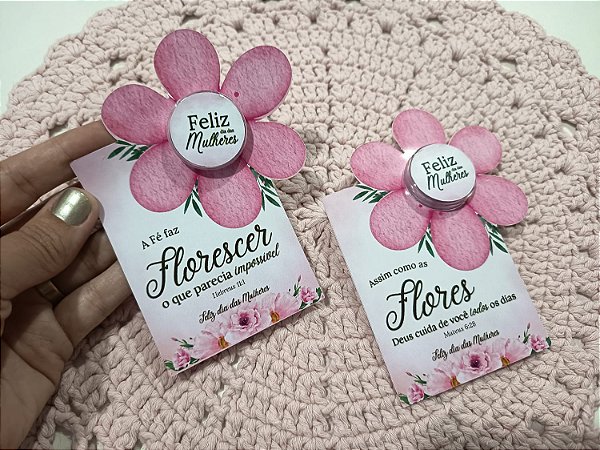 Feliz
dia das
Mulheres
A Fé faz
Florescer
o que parecia impossível
Hebreus 11:1
Feliz dia das Mulheres
Feliz
dia das
Mulheres
Assim como as
Flores
Deus cuida de você todos os dias
Mateus 6:28
Feliz dia das Mulheres